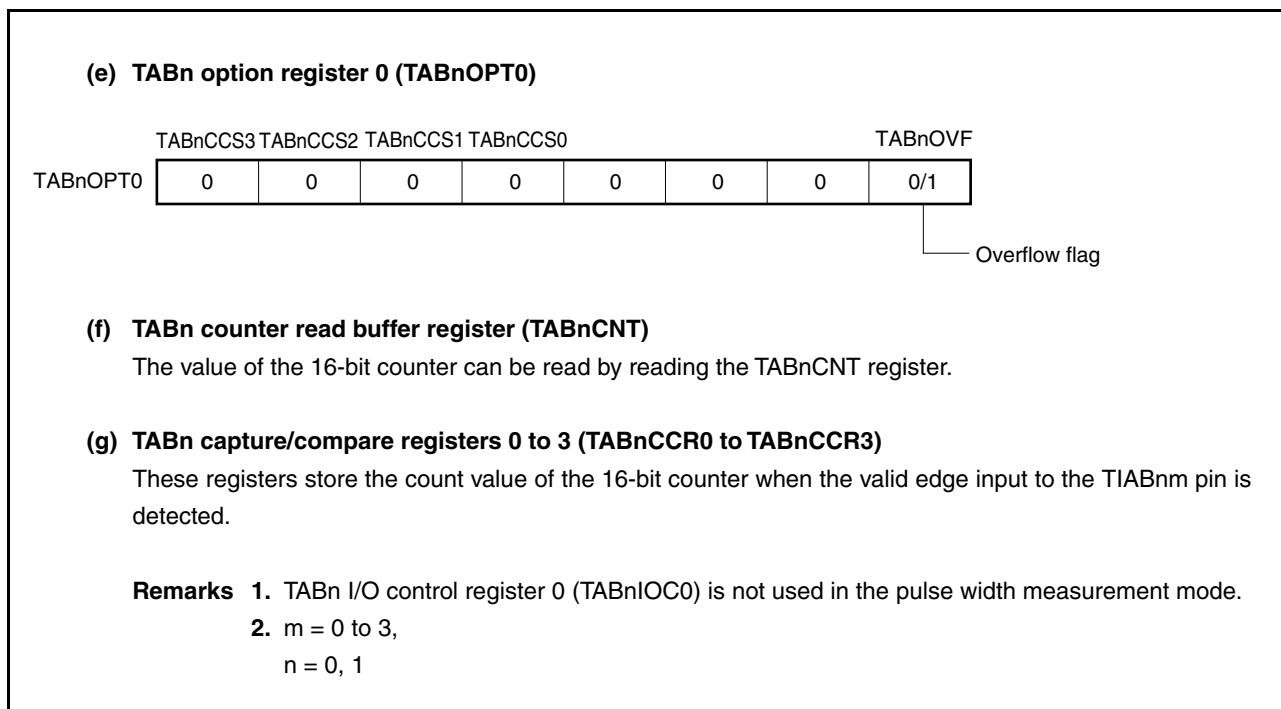 (e) TABn option register 0 (TABnOPT0)
TABnCCS3 TABnCCS2 TABnCCS1 TABnCCS0 TABnOVF
TABnOPT0 0 0 0 0 0 0 0 0/1
Overflow flag
(f) TABn counter read buffer register (TABnCNT)
The value of the 16-bit counter can be read by reading the TABnCNT register.
(g) TABn capture/compare registers 0 to 3 (TABnCCR0 to TABnCCR3)
These registers store the count value of the 16-bit counter when the valid edge input to the TIABnm pin is
detected.
Remarks 1. TABn I/O control register 0 (TABnIOC0) is not used in the pulse width measurement mode.
2. m = 0 to 3,
n = 0, 1